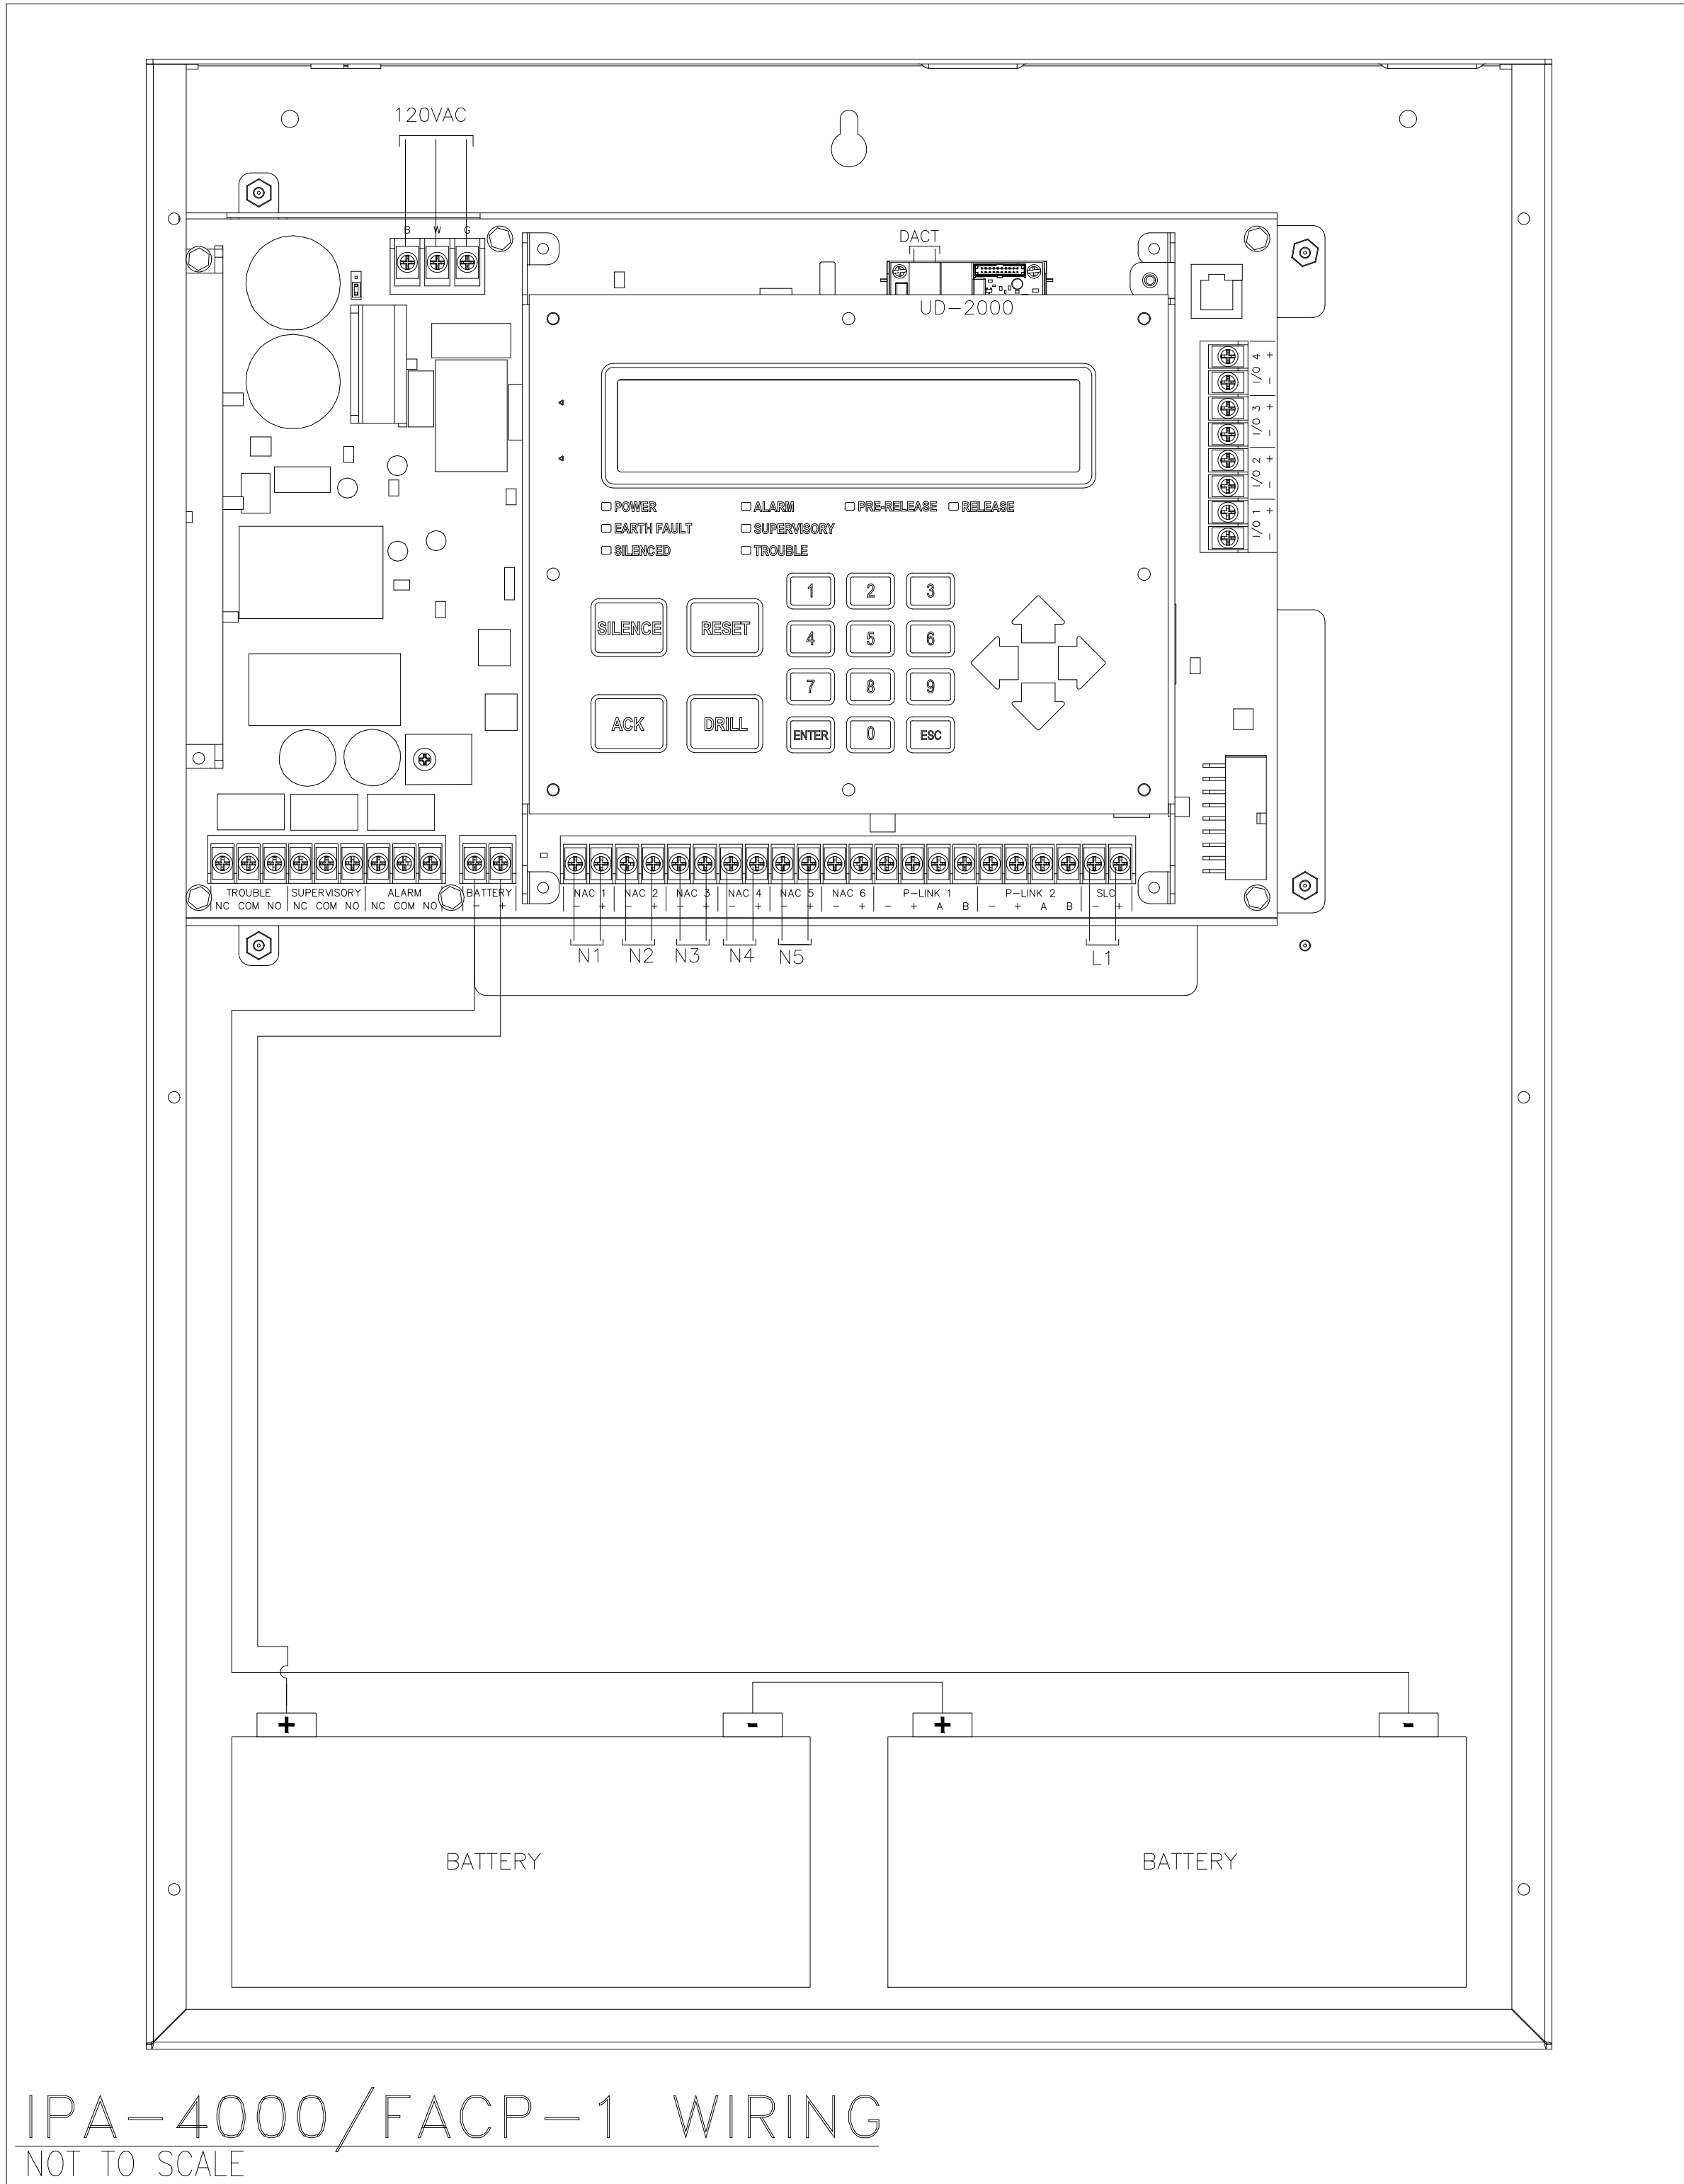 120VAC
B W G
DACT
UD-2000
I/O 4 + -
I/O 3 + -
I/O 2 + -
I/O 1 + -
POWER ALARM PRE-RELEASE RELEASE
EARTH FAULT SUPERVISORY
SILENCED TROUBLE
1 2 3
SILENCE RESET
4 5 6
7 8 9
ACK DRILL
ENTER 0 ESC
TROUBLE SUPERVISORY ALARM BATTERY NAC 1 NAC 2 NAC 3 NAC 4 NAC 5 NAC 6 P-LINK 1 P-LINK 2 SLC
NC COM NO NC COM NO NC COM NO - + - + - + - + - + - + - + - + A B - + A B - +
N1 N2 N3 N4 N5 L1
+ - + -
BATTERY BATTERY
IPA-4000/FACP-1 WIRING
NOT TO SCALE